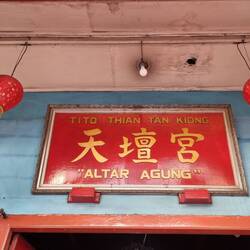 TITD THIAN TAN KIONG
天壇宮
"ALTAR AGUNG"